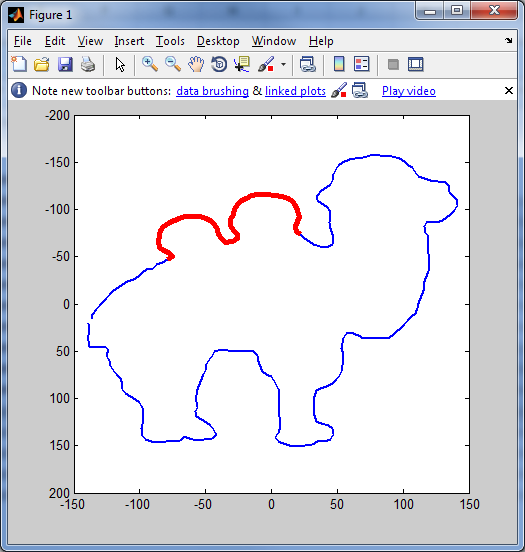 Figure 1
File Edit View Insert Tools Desktop Window Help
Note new toolbar buttons: data brushing & linked plots Play video
-200
-150
-100
-50
0
50
100
150
200
-150 -100 -50 0 50 100 150